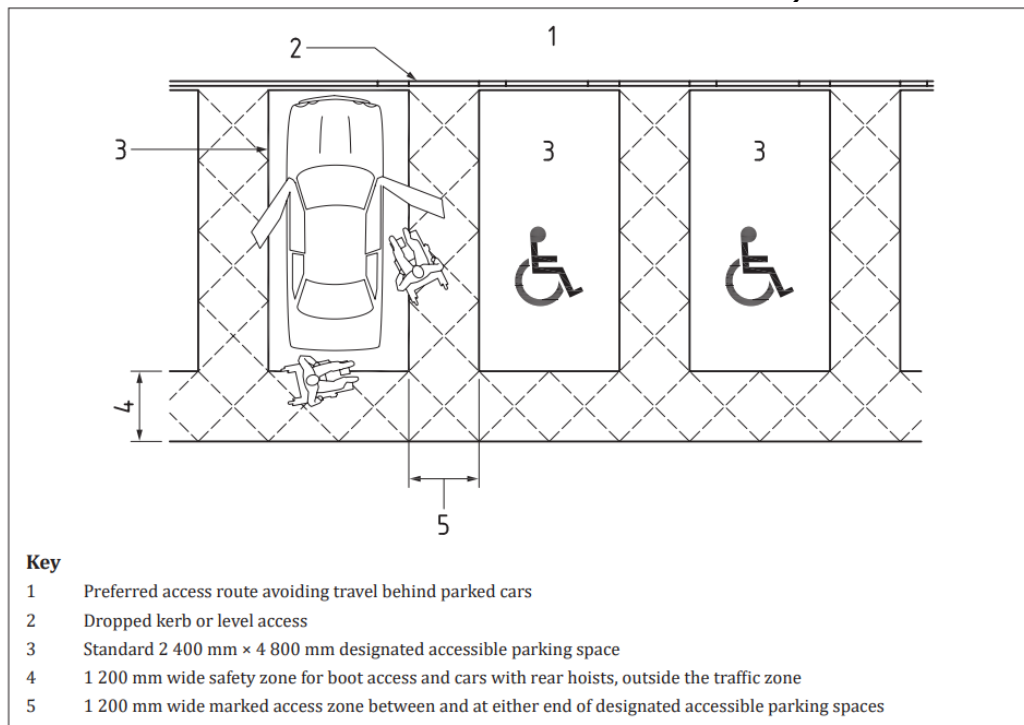 1
2
3
3
3
4
5
Key
1 Preferred access route avoiding travel behind parked cars
2 Dropped kerb or level access
3 Standard 2 400 mm × 4 800 mm designated accessible parking space
4 1 200 mm wide safety zone for boot access and cars with rear hoists, outside the traffic zone
5 1 200 mm wide marked access zone between and at either end of designated accessible parking spaces